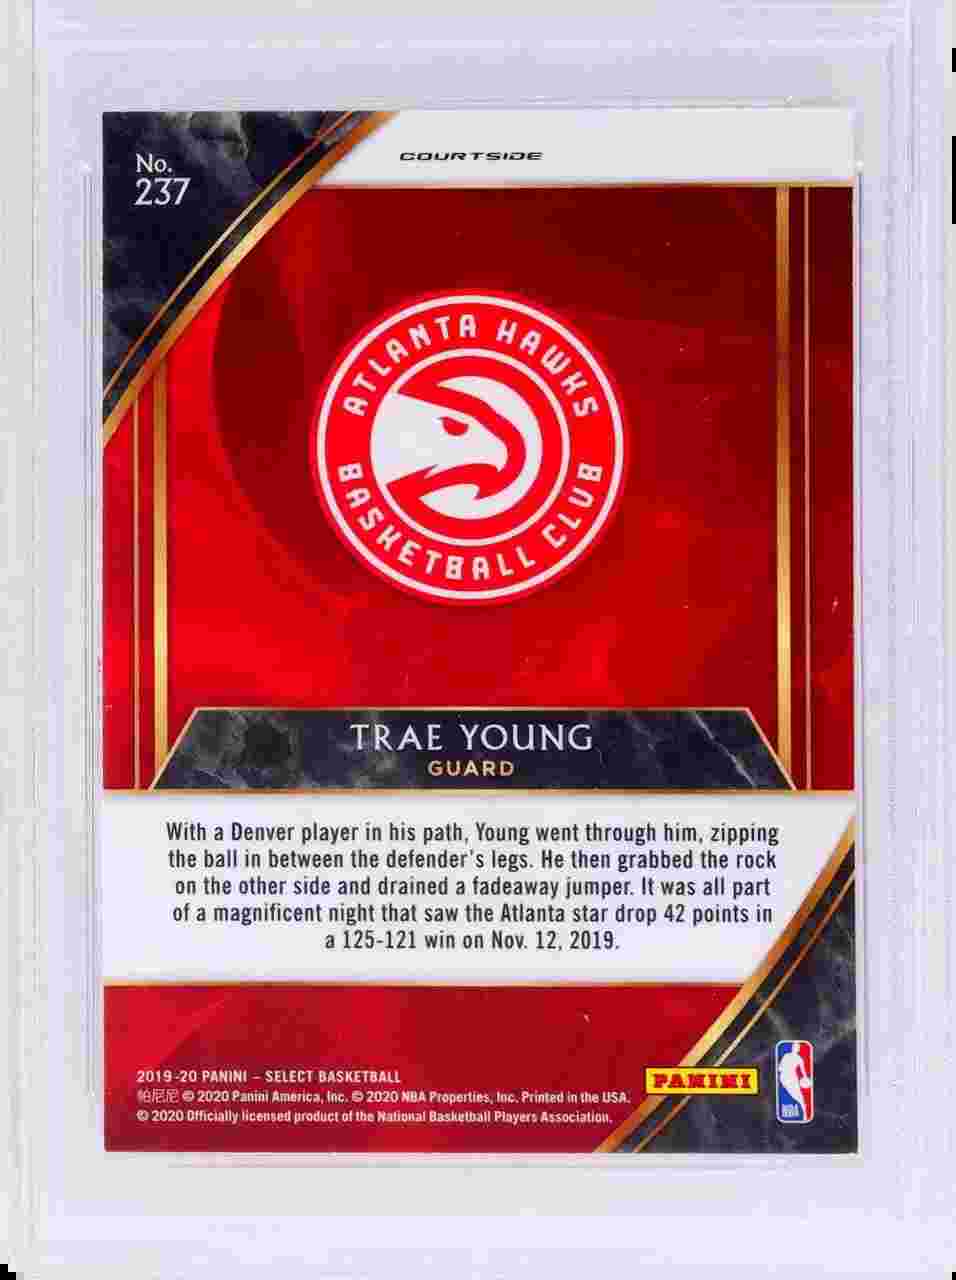 No.
237
COURTSIDE
ATLANTA HAWKS
BASKETBALL CLUB
TRAE YOUNG
GUARD
With a Denver player in his path, Young went through him, zipping
the ball in between the defender's legs. He then grabbed the rock
on the other side and drained a fadeaway jumper. It was all part
of a magnificent night that saw the Atlanta star drop 42 points in
a 125-121 win on Nov. 12, 2019.
2019-20 PANINI – SELECT BASKETBALL
帕尼尼 © 2020 Panini America, Inc. © 2020 NBA Properties, Inc. Printed in the USA.
© 2020 Officially licensed product of the National Basketball Players Association.
PANINI
NBA